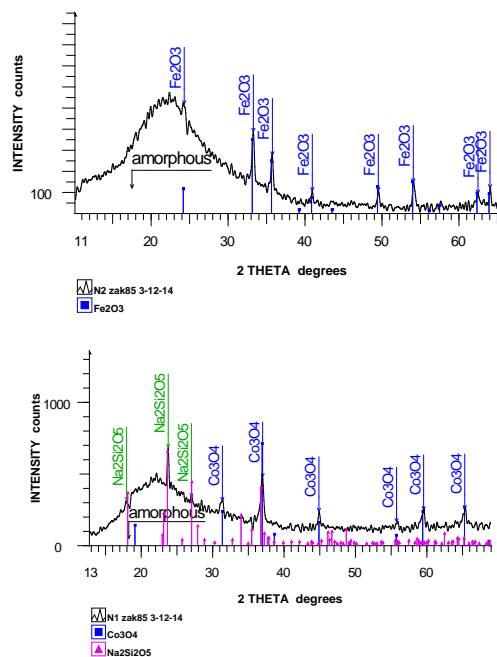 INTENSITY counts
Fe2O3
Fe2O3
Fe2O3
Fe2O3
Fe2O3
Fe2O3
Fe2O3
Fe2O3
amorphous
100
11 20 30 40 50 60
2 THETA degrees
N2 zak85 3-12-14
Fe2O3
INTENSITY counts
Na2Si2O5
Na2Si2O5
Na2Si2O5
Co3O4
Co3O4
Co3O4
Co3O4
Co3O4
Co3O4
1000
amorphous
0
13 20 30 40 50 60
2 THETA degrees
N1 zak85 3-12-14
Co3O4
Na2Si2O5